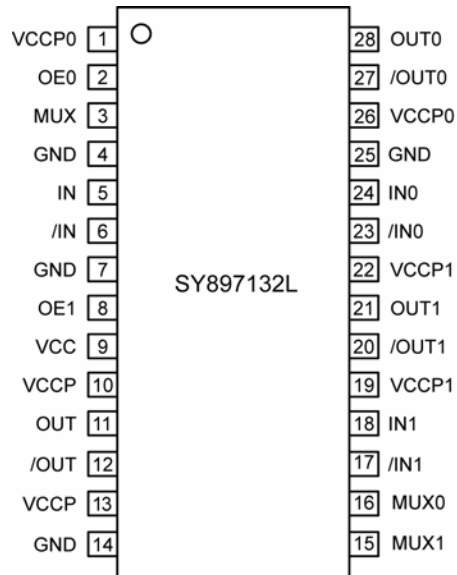 VCCP0 1 28 OUT0
OE0 2 27 /OUT0
MUX 3 26 VCCP0
GND 4 25 GND
IN 5 24 IN0
/IN 6 23 /IN0
GND 7 22 VCCP1
SY897132L
OE1 8 21 OUT1
VCC 9 20 /OUT1
VCCP 10 19 VCCP1
OUT 11 18 IN1
/OUT 12 17 /IN1
VCCP 13 16 MUX0
GND 14 15 MUX1